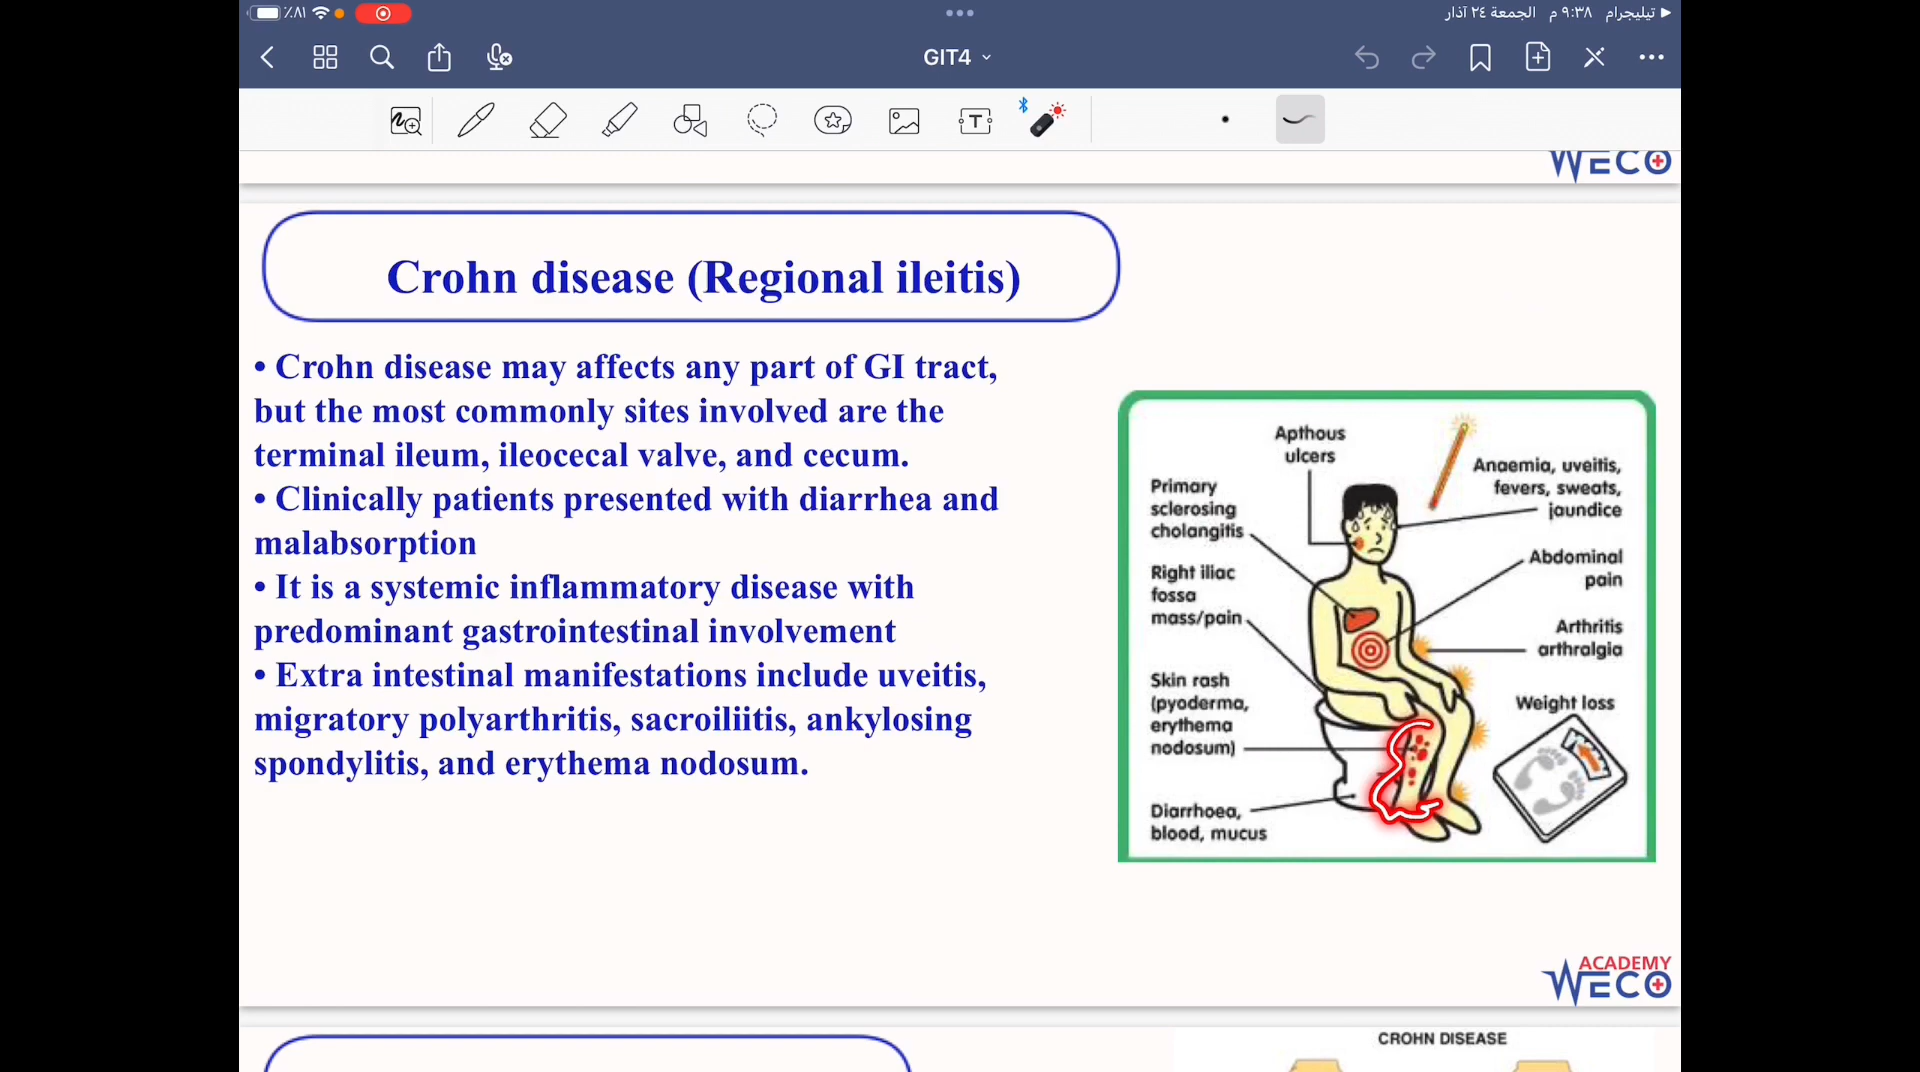 ٪٨١
◀ تيليجرام ٩:٣٨ م الجمعة ٢٤ آذار
GIT4
T
WECO
Crohn disease (Regional ileitis)
• Crohn disease may affects any part of GI tract,
but the most commonly sites involved are the
terminal ileum, ileocecal valve, and cecum.
• Clinically patients presented with diarrhea and
malabsorption
• It is a systemic inflammatory disease with
predominant gastrointestinal involvement
• Extra intestinal manifestations include uveitis,
migratory polyarthritis, sacroiliitis, ankylosing
spondylitis, and erythema nodosum.
Apthous
ulcers
Primary
sclerosing
cholangitis
Right iliac
fossa
mass/pain
Skin rash
(pyoderma,
erythema
nodosum)
Diarrhoea,
blood, mucus
Anaemia, uveitis,
fevers, sweats,
jaundice
Abdominal
pain
Arthritis
arthralgia
Weight loss
ACADEMY
WECO
CROHN DISEASE